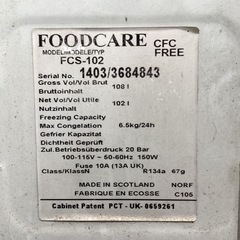 FOODCARE CFC
MODEL/MODELE/TYP FREE
FCS-102
Serial No. 1403/3684843
Gross Vol/Vol Brut 108 l
Bruttoinhalt
Net Vol/Vol Utile 102 l
Nutzinhalt
Freezing Capacity
Max Congelation 6.5kg/24h
Gefrier Kapazitat
Dichtheit Geprüft
Zul.Betriebsüberdruck 20 Bar
100-115V ~ 50-60Hz 150W
Fuse 10A (13A UK)
Class/KlassN R134a 67g
MADE IN SCOTLAND NORF
FABRIQUE EN ECOSSE C105
Cabinet Patent PCT - UK- 0659261